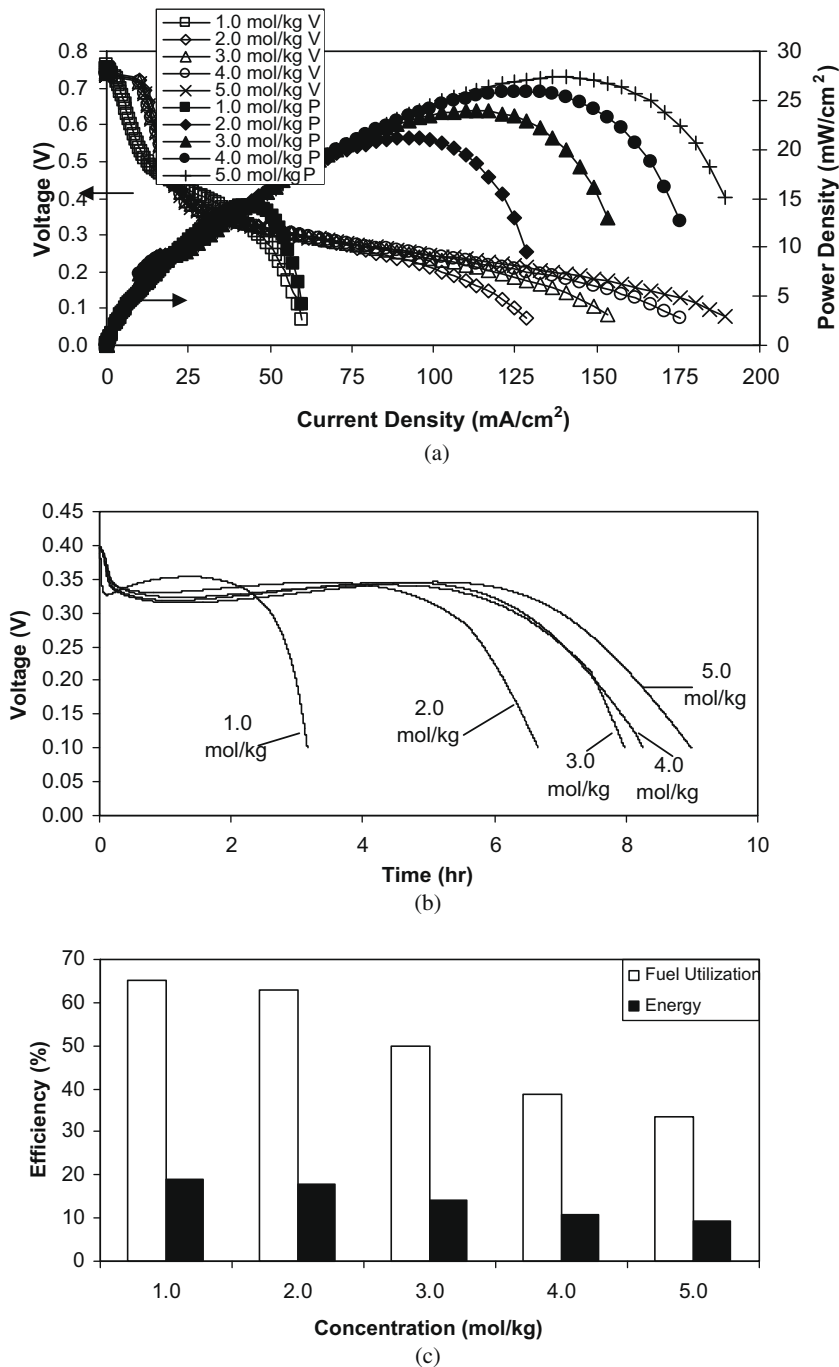 1.0 mol/kg V
2.0 mol/kg V
3.0 mol/kg V
4.0 mol/kg V
5.0 mol/kg V
1.0 mol/kg P
2.0 mol/kg P
3.0 mol/kg P
4.0 mol/kg P
5.0 mol/kg P
0.8
0.7
0.6
0.5
0.4
0.3
0.2
0.1
0.0
Voltage (V)
30
25
20
15
10
5
0
Power Density (mW/cm²)
0 25 50 75 100 125 150 175 200
Current Density (mA/cm²)
(a)
0.45
0.40
0.35
0.30
0.25
0.20
0.15
0.10
0.05
0.00
Voltage (V)
1.0
mol/kg
2.0
mol/kg
3.0
mol/kg
4.0
mol/kg
5.0
mol/kg
0 2 4 6 8 10
Time (hr)
(b)
70
60
50
40
30
20
10
0
Efficiency (%)
Fuel Utilization
Energy
1.0 2.0 3.0 4.0 5.0
Concentration (mol/kg)
(c)